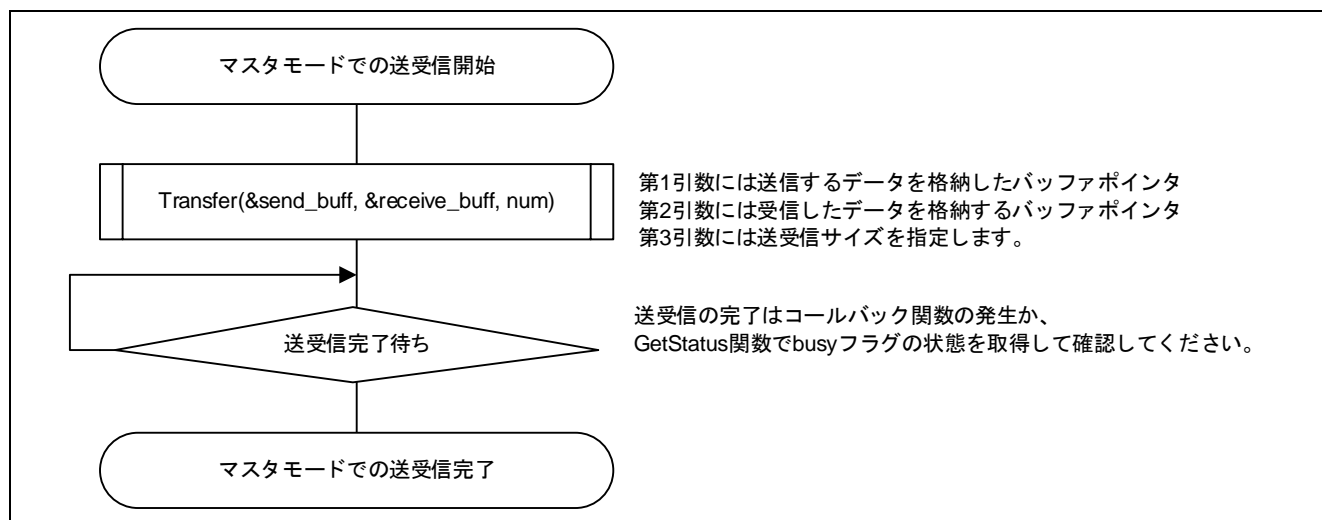 マスタモードでの送受信開始
Transfer(&send_buff, &receive_buff, num)
第1引数には送信するデータを格納したバッファポインタ
第2引数には受信したデータを格納するバッファポインタ
第3引数には送受信サイズを指定します。
送受信完了待ち
送受信の完了はコールバック関数の発生か、
GetStatus関数でbusyフラグの状態を取得して確認してください。
マスタモードでの送受信完了